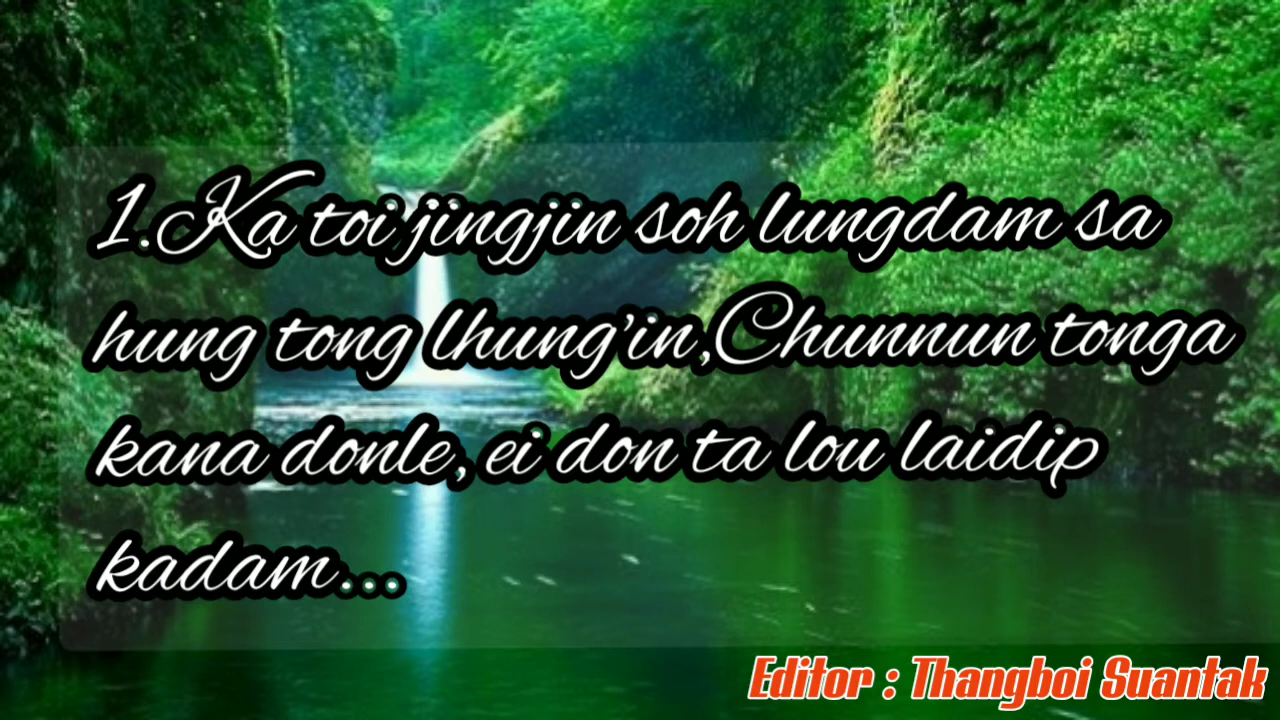 1.Ka toi jingjin soh lungdam sa
hung tong lhung'in,Chunnun tonga
kana donle, ei don ta lou laidip
kadam...
Editor : Thangboi Suantak